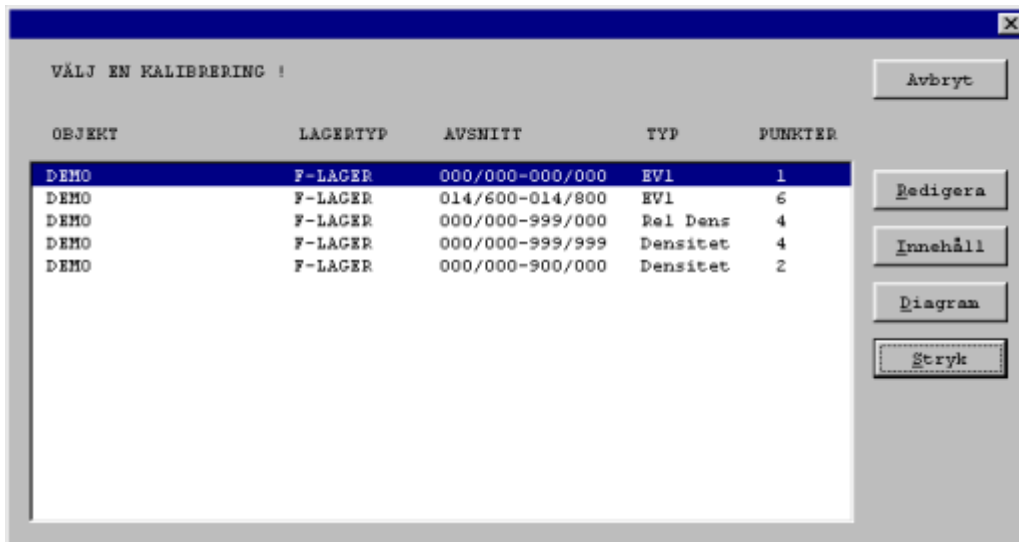 VÄLJ EN KALIBRERING !
Avbryt
OBJEKT LAGERTYP AVSNITT TYP PUNKTER
DEMO F-LAGER 000/000-000/000 EV1 1
DEMO F-LAGER 014/600-014/800 EV1 6
DEMO F-LAGER 000/000-999/000 Rel Dens 4
DEMO F-LAGER 000/000-999/999 Densitet 4
DEMO F-LAGER 000/000-900/000 Densitet 2
Redigera
Innehåll
Diagram
Stryk